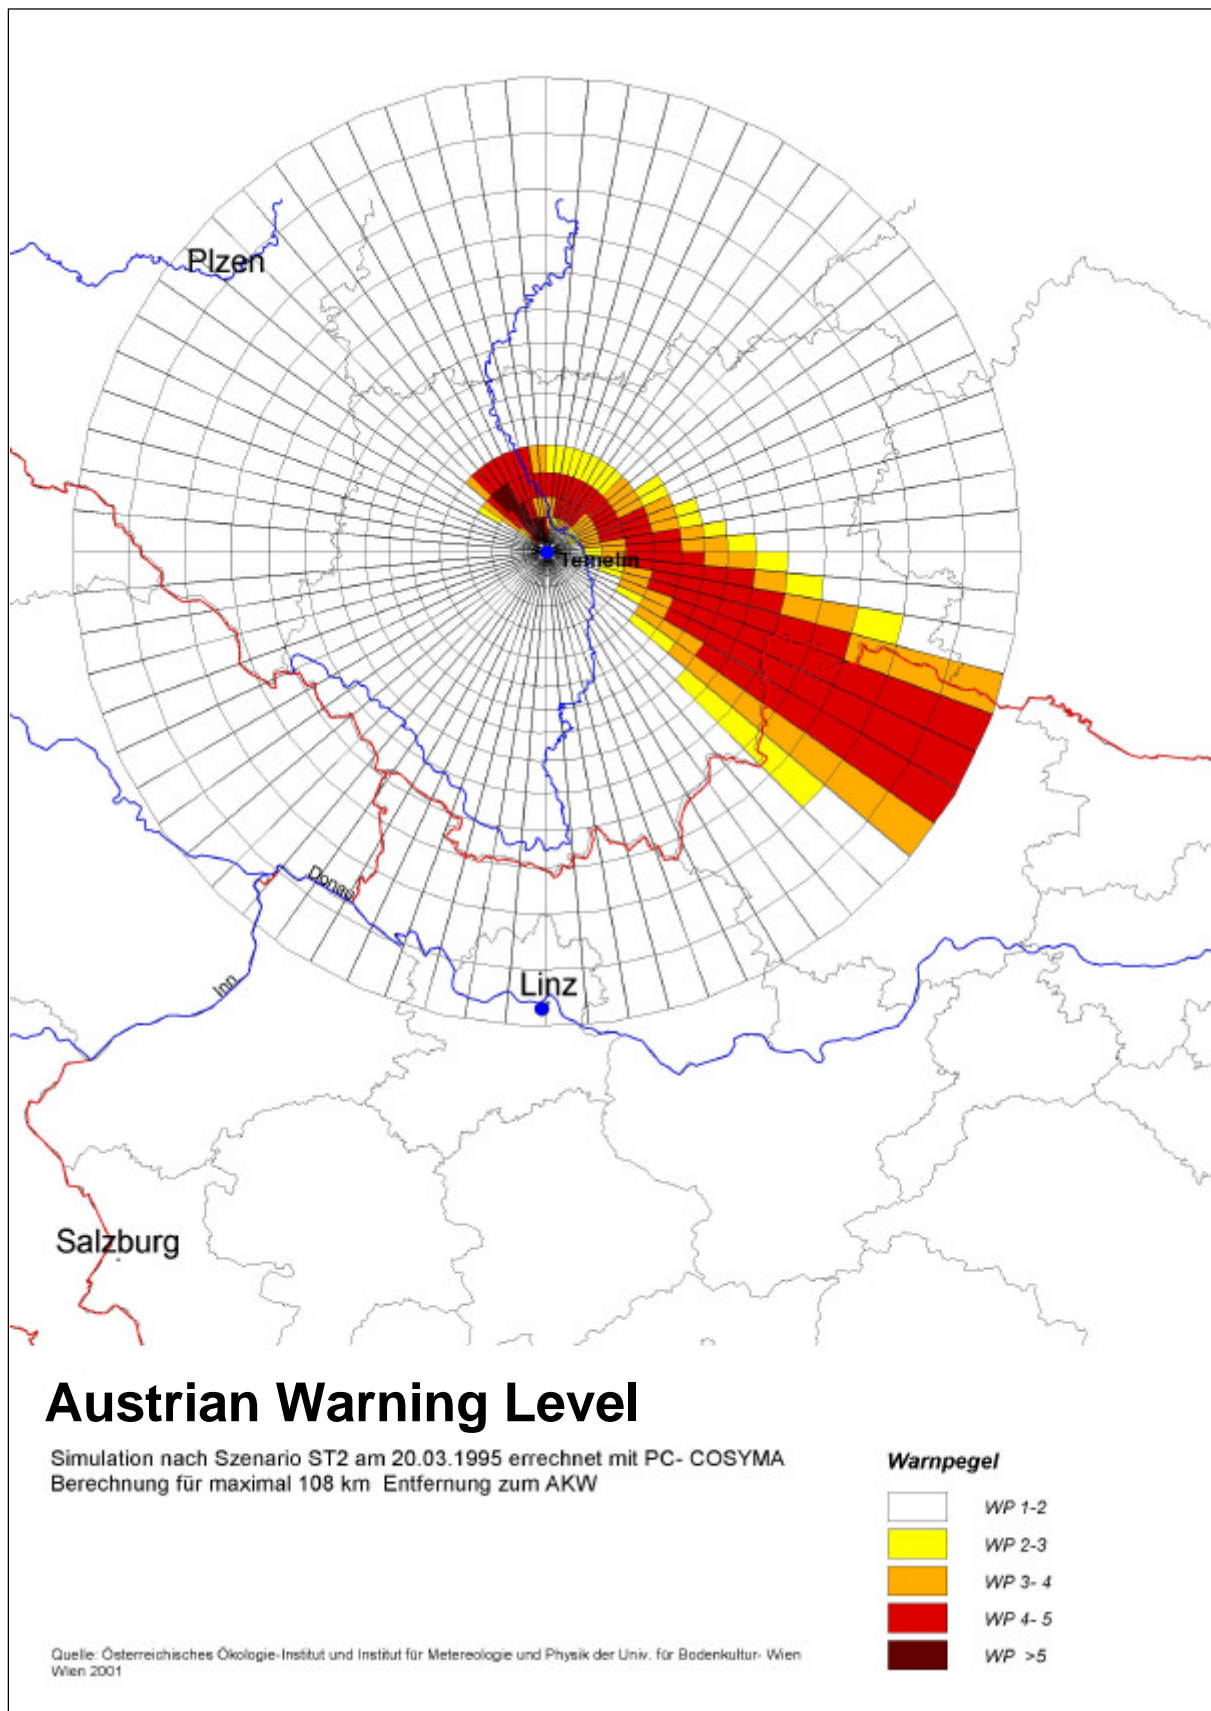 Plzen
Temelin
Donau
Inn
Linz
Salzburg
Austrian Warning Level
Simulation nach Szenario ST2 am 20.03.1995 errechnet mit PC- COSYMA
Berechnung für maximal 108 km Entfernung zum AKW
Warnpegel
WP 1-2
WP 2-3
WP 3- 4
WP 4- 5
WP >5
Quelle: Österreichisches Ökologie-Institut und Institut für Metereologie und Physik der Univ. für Bodenkultur- Wien
Wien 2001